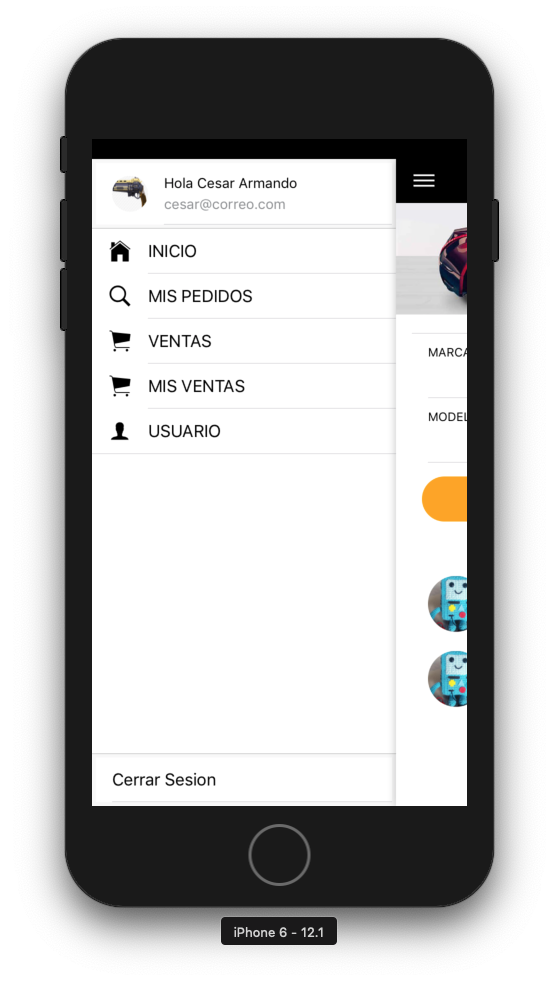 Hola Cesar Armando
cesar@correo.com
INICIO
MIS PEDIDOS
VENTAS
MIS VENTAS
USUARIO
MARCA
MODEL
Cerrar Sesion
iPhone 6 - 12.1